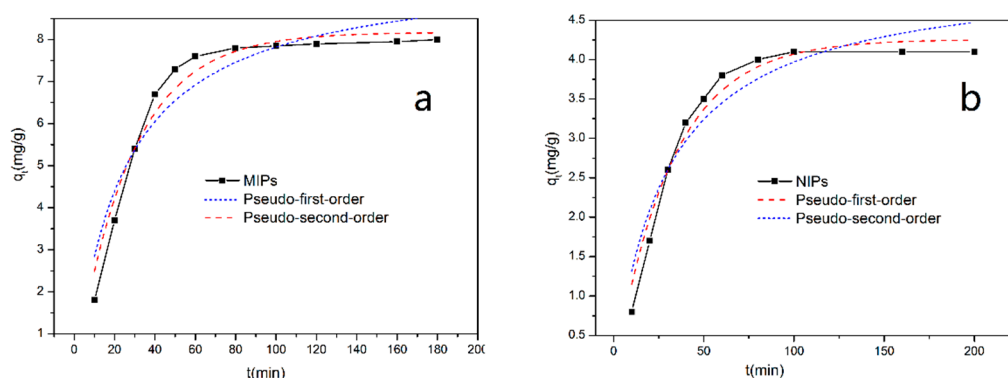 a
8
7
6
5
4
3
2
1
qt(mg/g)
MIPs
Pseudo-first-order
Pseudo-second-order
0 20 40 60 80 100 120 140 160 180 200
t(min)
b
4.5
4.0
3.5
3.0
2.5
2.0
1.5
1.0
0.5
qt(mg/g)
NIPs
Pseudo-first-order
Pseudo-second-order
0 50 100 150 200
t(min)